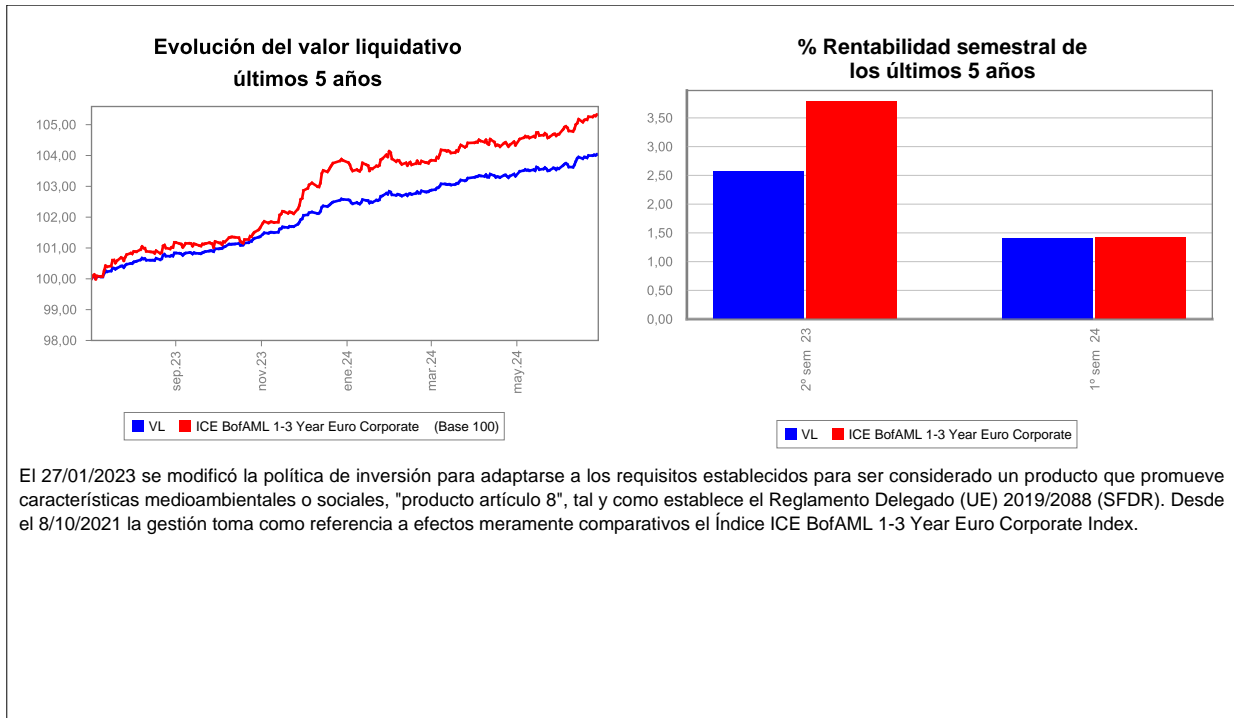 Evolución del valor liquidativo
últimos 5 años
105,00
104,00
103,00
102,00
101,00
100,00
99,00
98,00
sep.23
nov.23
ene.24
mar.24
may.24
VL ICE BofAML 1-3 Year Euro Corporate (Base 100)
% Rentabilidad semestral de
los últimos 5 años
3,50
3,00
2,50
2,00
1,50
1,00
0,50
0,00
2º sem 23
1º sem 24
VL ICE BofAML 1-3 Year Euro Corporate
El 27/01/2023 se modificó la política de inversión para adaptarse a los requisitos establecidos para ser considerado un producto que promueve
características medioambientales o sociales, "producto artículo 8", tal y como establece el Reglamento Delegado (UE) 2019/2088 (SFDR). Desde
el 8/10/2021 la gestión toma como referencia a efectos meramente comparativos el Índice ICE BofAML 1-3 Year Euro Corporate Index.